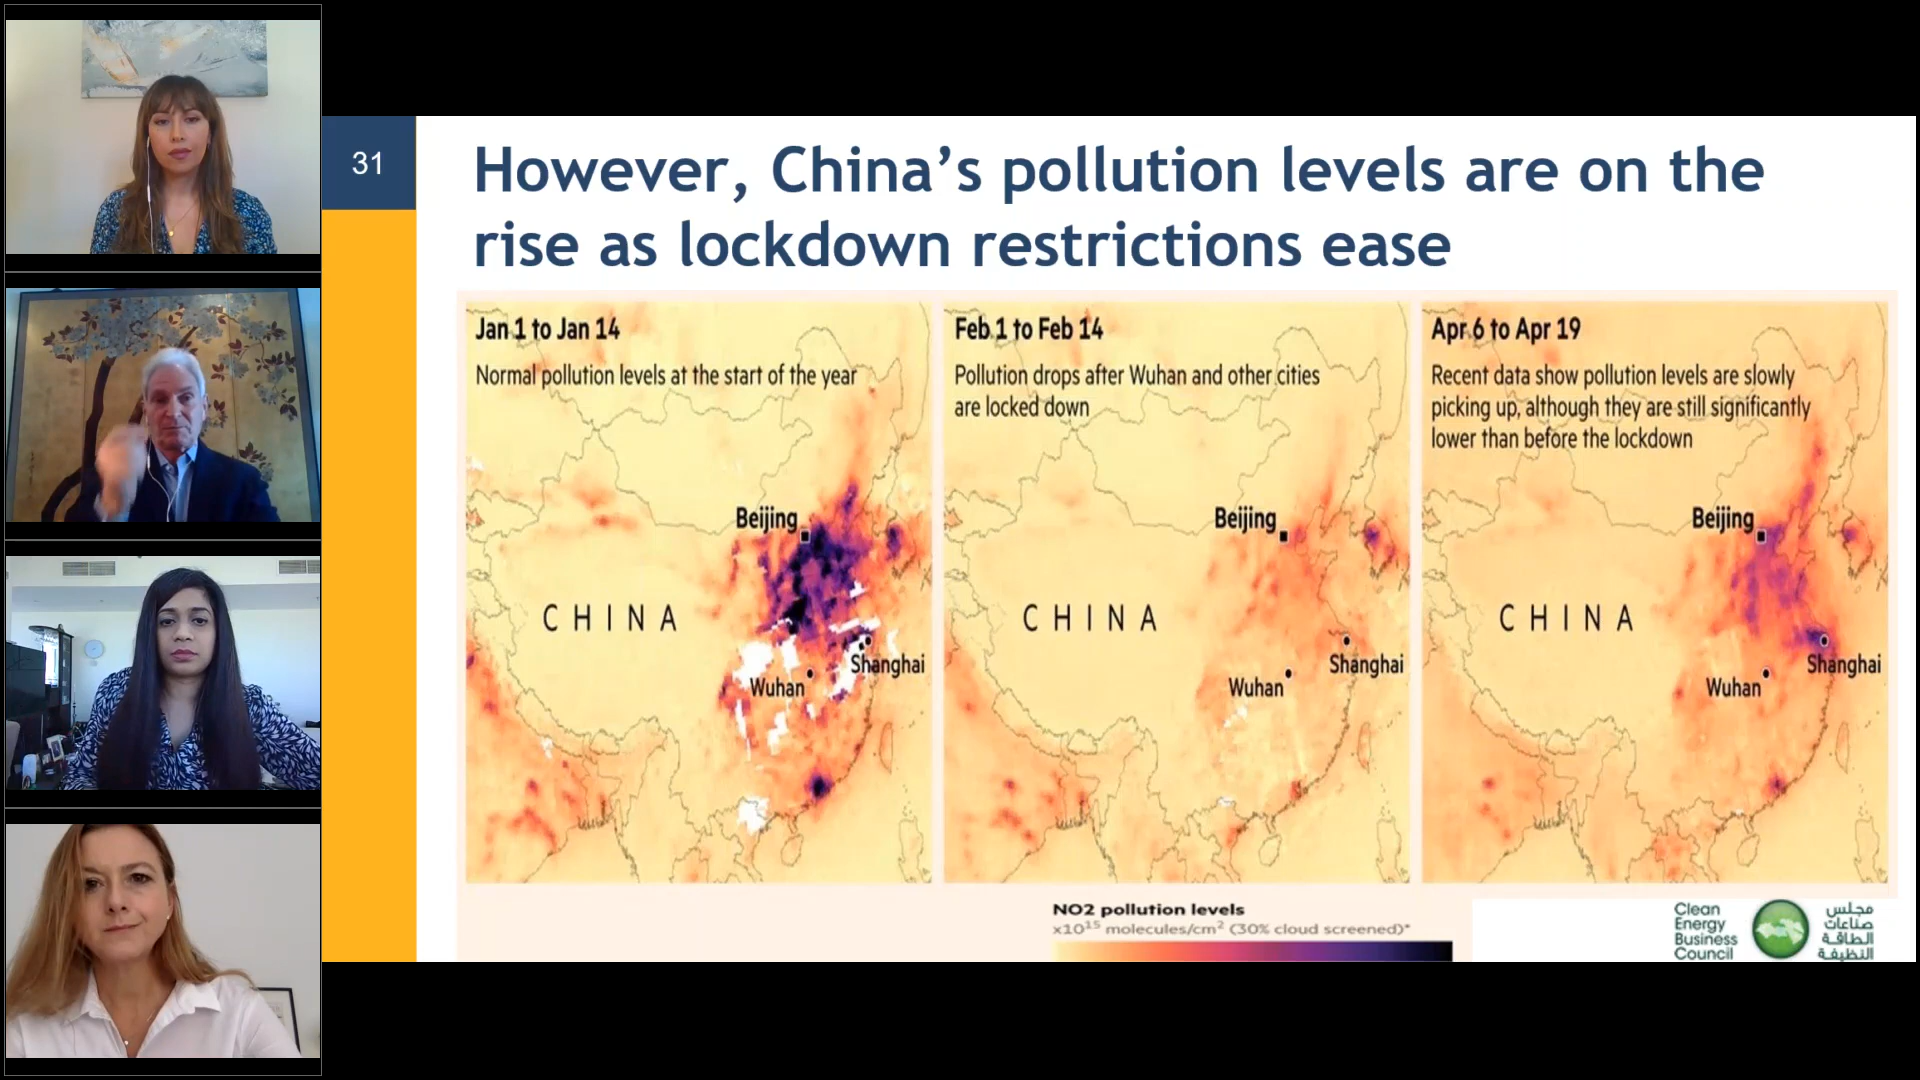 31
However, China’s pollution levels are on the
rise as lockdown restrictions ease
Jan 1 to Jan 14
Normal pollution levels at the start of the year
Beijing
CHINA
Shanghai
Wuhan
Feb 1 to Feb 14
Pollution drops after Wuhan and other cities
are locked down
Beijing
CHINA
Shanghai
Wuhan
Apr 6 to Apr 19
Recent data show pollution levels are slowly
picking up, although they are still significantly
lower than before the lockdown
Beijing
CHINA
Shanghai
Wuhan
NO2 pollution levels
x10¹⁵ molecules/cm² (30% cloud screened)*
Clean
Energy
Business
Council
مجلس
صناعات
الطاقة
النظيفة